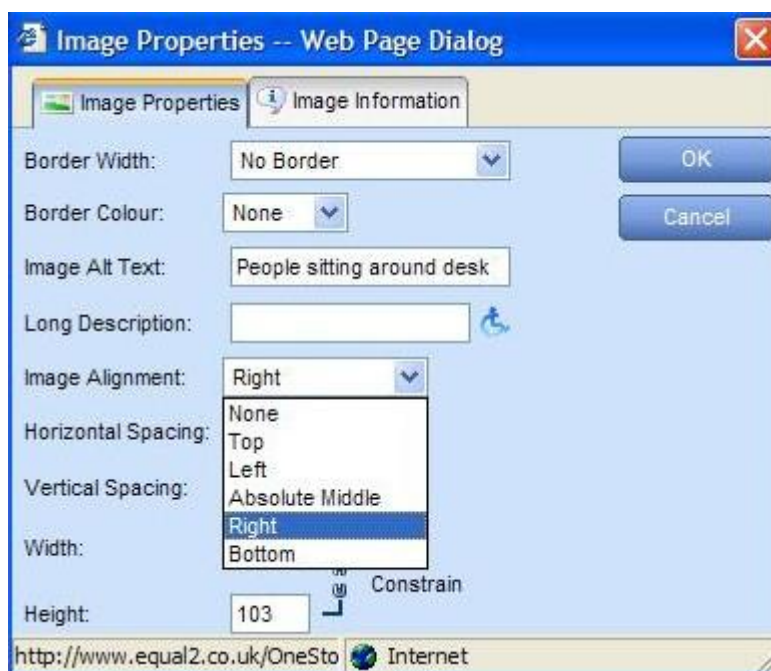 Image Properties -- Web Page Dialog
Image Properties
Image Information
Border Width:
No Border
OK
Border Colour:
None
Cancel
Image Alt Text:
People sitting around desk
Long Description:
Image Alignment:
Right
None
Horizontal Spacing:
Top
Left
Vertical Spacing:
Absolute Middle
Right
Width:
Bottom
Constrain
Height:
103
http://www.equal2.co.uk/OneSto
Internet